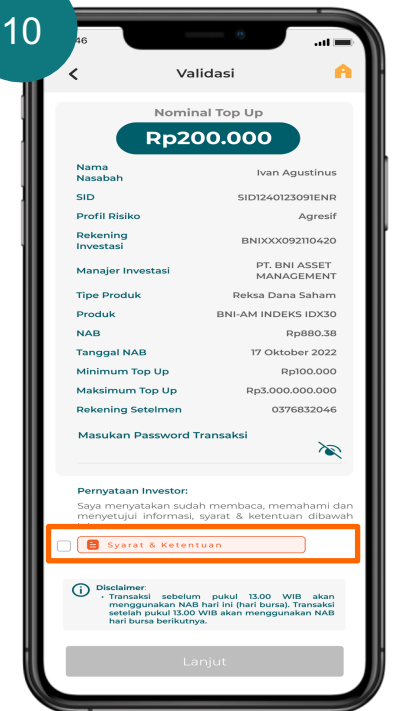 10
46
Validasi
Nominal Top Up
Rp200.000
Nama Nasabah Ivan Agustinus
SID SID1240123091ENR
Profil Risiko Agresif
Rekening Investasi BNIXXX092110420
Manajer Investasi PT. BNI ASSET MANAGEMENT
Tipe Produk Reksa Dana Saham
Produk BNI-AM INDEKS IDX30
NAB Rp880.38
Tanggal NAB 17 Oktober 2022
Minimum Top Up Rp100.000
Maksimum Top Up Rp3.000.000.000
Rekening Setelmen 0376832046
Masukan Password Transaksi
Pernyataan Investor:
Saya menyatakan sudah membaca, memahami dan
menyetujui informasi, syarat & ketentuan dibawah
Syarat & Ketentuan
Disclaimer:
• Transaksi sebelum pukul 13.00 WIB akan
menggunakan NAB hari ini (hari bursa). Transaksi
setelah pukul 13.00 WIB akan menggunakan NAB
hari bursa berikutnya.
Lanjut